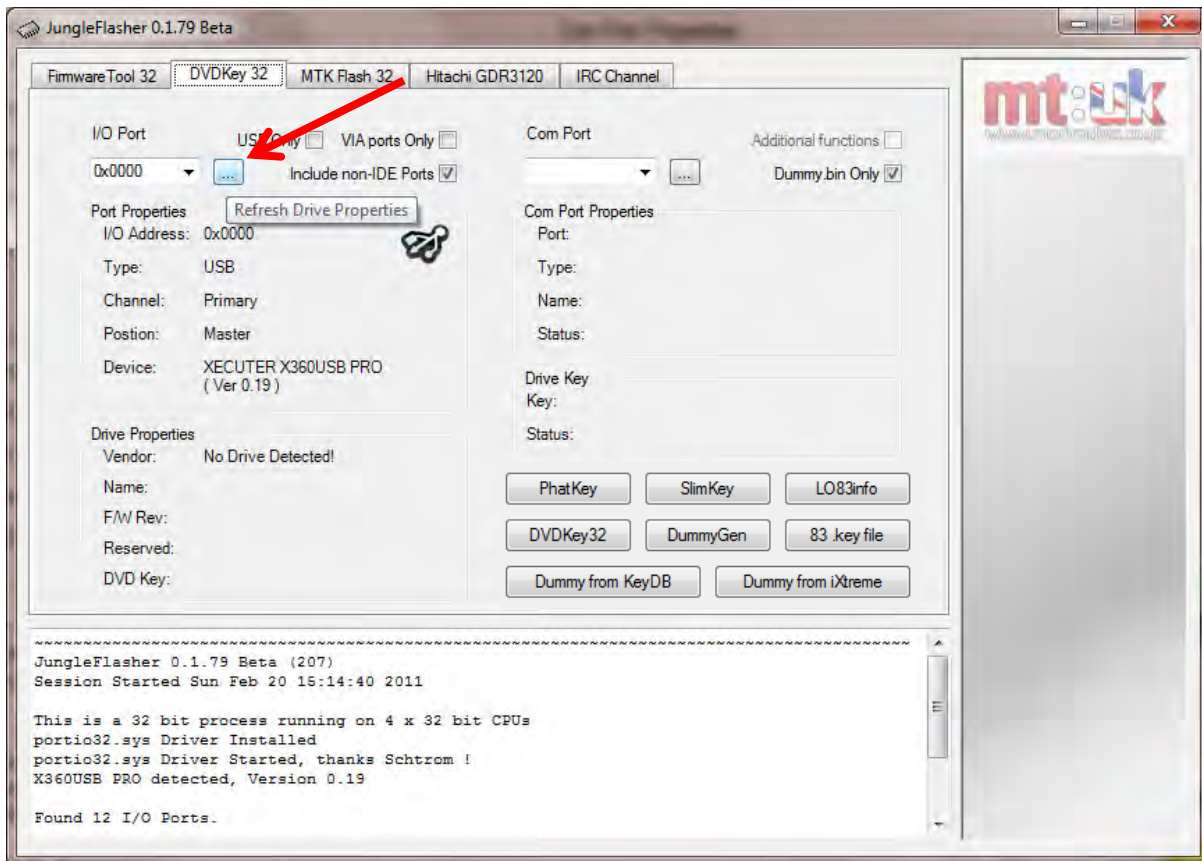 JungleFlasher 0.1.79 Beta
FirmwareTool 32 DVDKey 32 MTK Flash 32 Hitachi GDR3120 IRC Channel
mt:uk
I/O Port USB Only VIA ports Only Com Port Additional functions
0x0000 ... Include non-IDE Ports ... Dummy.bin Only
Port Properties Refresh Drive Properties Com Port Properties
I/O Address: 0x0000 Port:
Type: USB Type:
Channel: Primary Name:
Postion: Master Status:
Device: XECUTER X360USB PRO
( Ver 0.19 )
Drive Key
Key:
Drive Properties Status:
Vendor: No Drive Detected!
Name: PhatKey SlimKey LO83info
F/W Rev:
DVDKey32 DummyGen 83 .key file
Reserved:
DVD Key: Dummy from KeyDB Dummy from iXtreme
JungleFlasher 0.1.79 Beta (207)
Session Started Sun Feb 20 15:14:40 2011
This is a 32 bit process running on 4 x 32 bit CPUs
portio32.sys Driver Installed
portio32.sys Driver Started, thanks Schtrom !
X360USB PRO detected, Version 0.19
Found 12 I/O Ports.